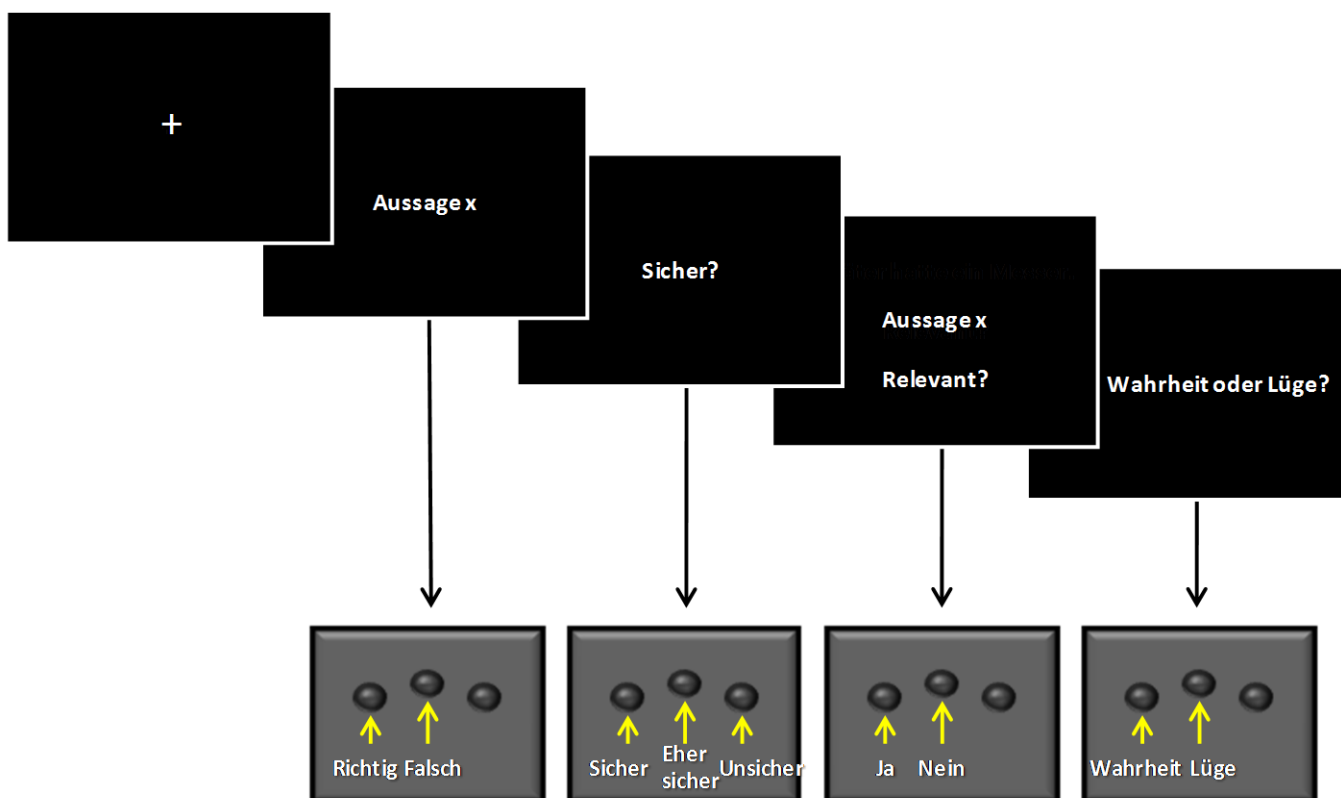 +
Aussage x
Sicher?
Aussage x
Relevant?
Wahrheit oder Lüge?
Richtig Falsch
Sicher Eher sicher Unsicher
Ja Nein
Wahrheit Lüge